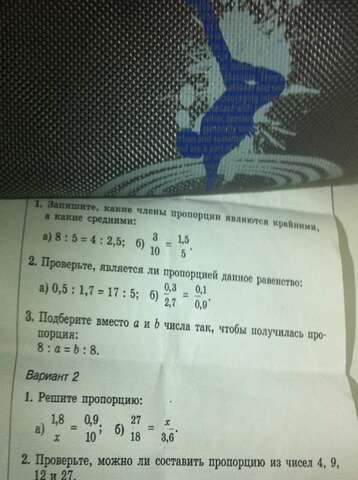 1. Запишите, какие члены пропорции являются крайними,
а какие средними:
а) 8 : 5 = 4 : 2,5; б) 3/10 = 1,5/5.
2. Проверьте, является ли пропорцией данное равенство:
а) 0,5 : 1,7 = 17 : 5; б) 0,3/2,7 = 0,1/0,9.
3. Подберите вместо a и b числа так, чтобы получилась про-
порция:
8 : a = b : 8.
Вариант 2
1. Решите пропорцию:
а) 1,8/x = 0,9/10; б) 27/18 = x/3,6.
2. Проверьте, можно ли составить пропорцию из чисел 4, 9,
12 и 27.